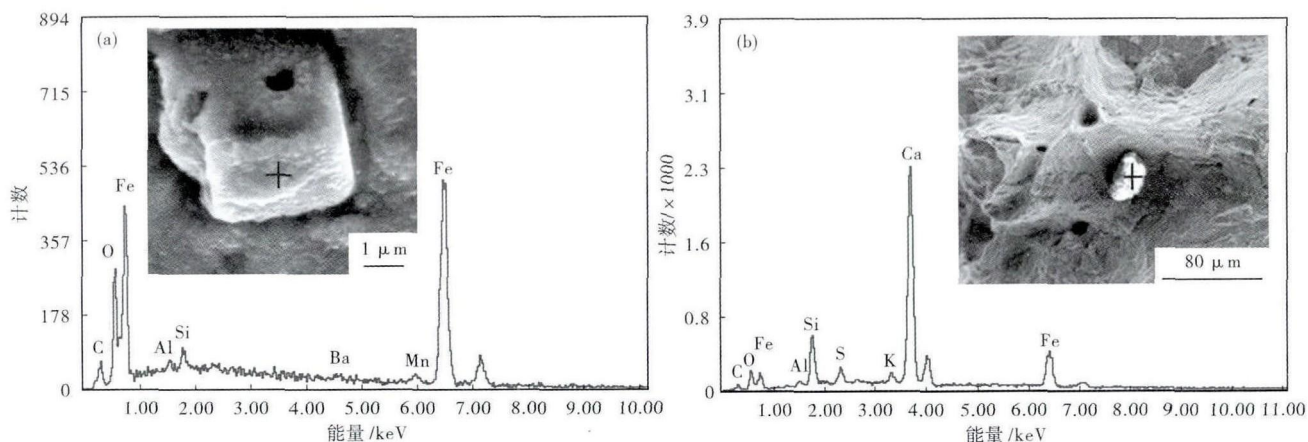 (a)
894
715
536
357
178
0
计数
C
O
Fe
Al
Si
Ba
Mn
Fe
1 μm
1.00 2.00 3.00 4.00 5.00 6.00 7.00 8.00 9.00 10.00
能量/keV
(b)
3.9
3.1
2.3
1.6
0.8
0
计数/×1000
C
O
Fe
Al
Si
S
K
Ca
Fe
80 μm
1.00 2.00 3.00 4.00 5.00 6.00 7.00 8.00 9.00 10.00 11.00
能量/keV